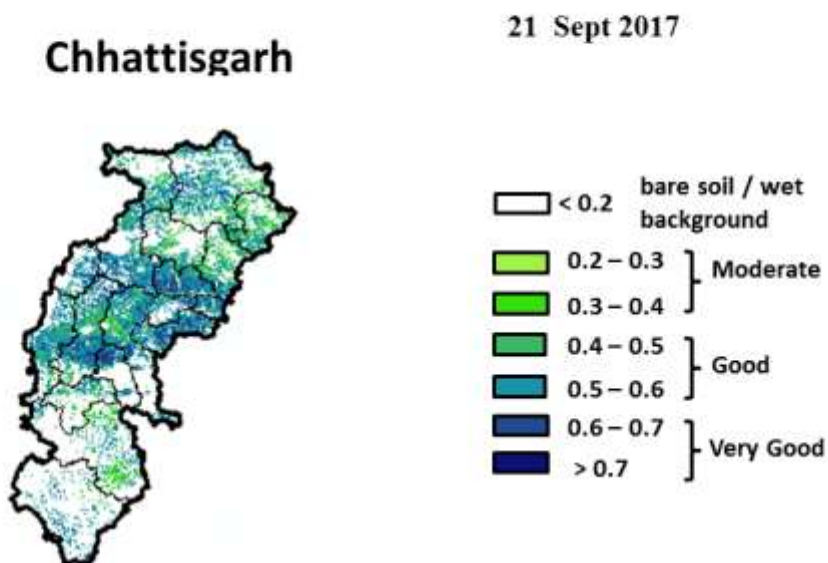 21 Sept 2017
Chhattisgarh
< 0.2 bare soil / wet
background
0.2 – 0.3
Moderate
0.3 – 0.4
0.4 – 0.5
Good
0.5 – 0.6
0.6 – 0.7
Very Good
> 0.7